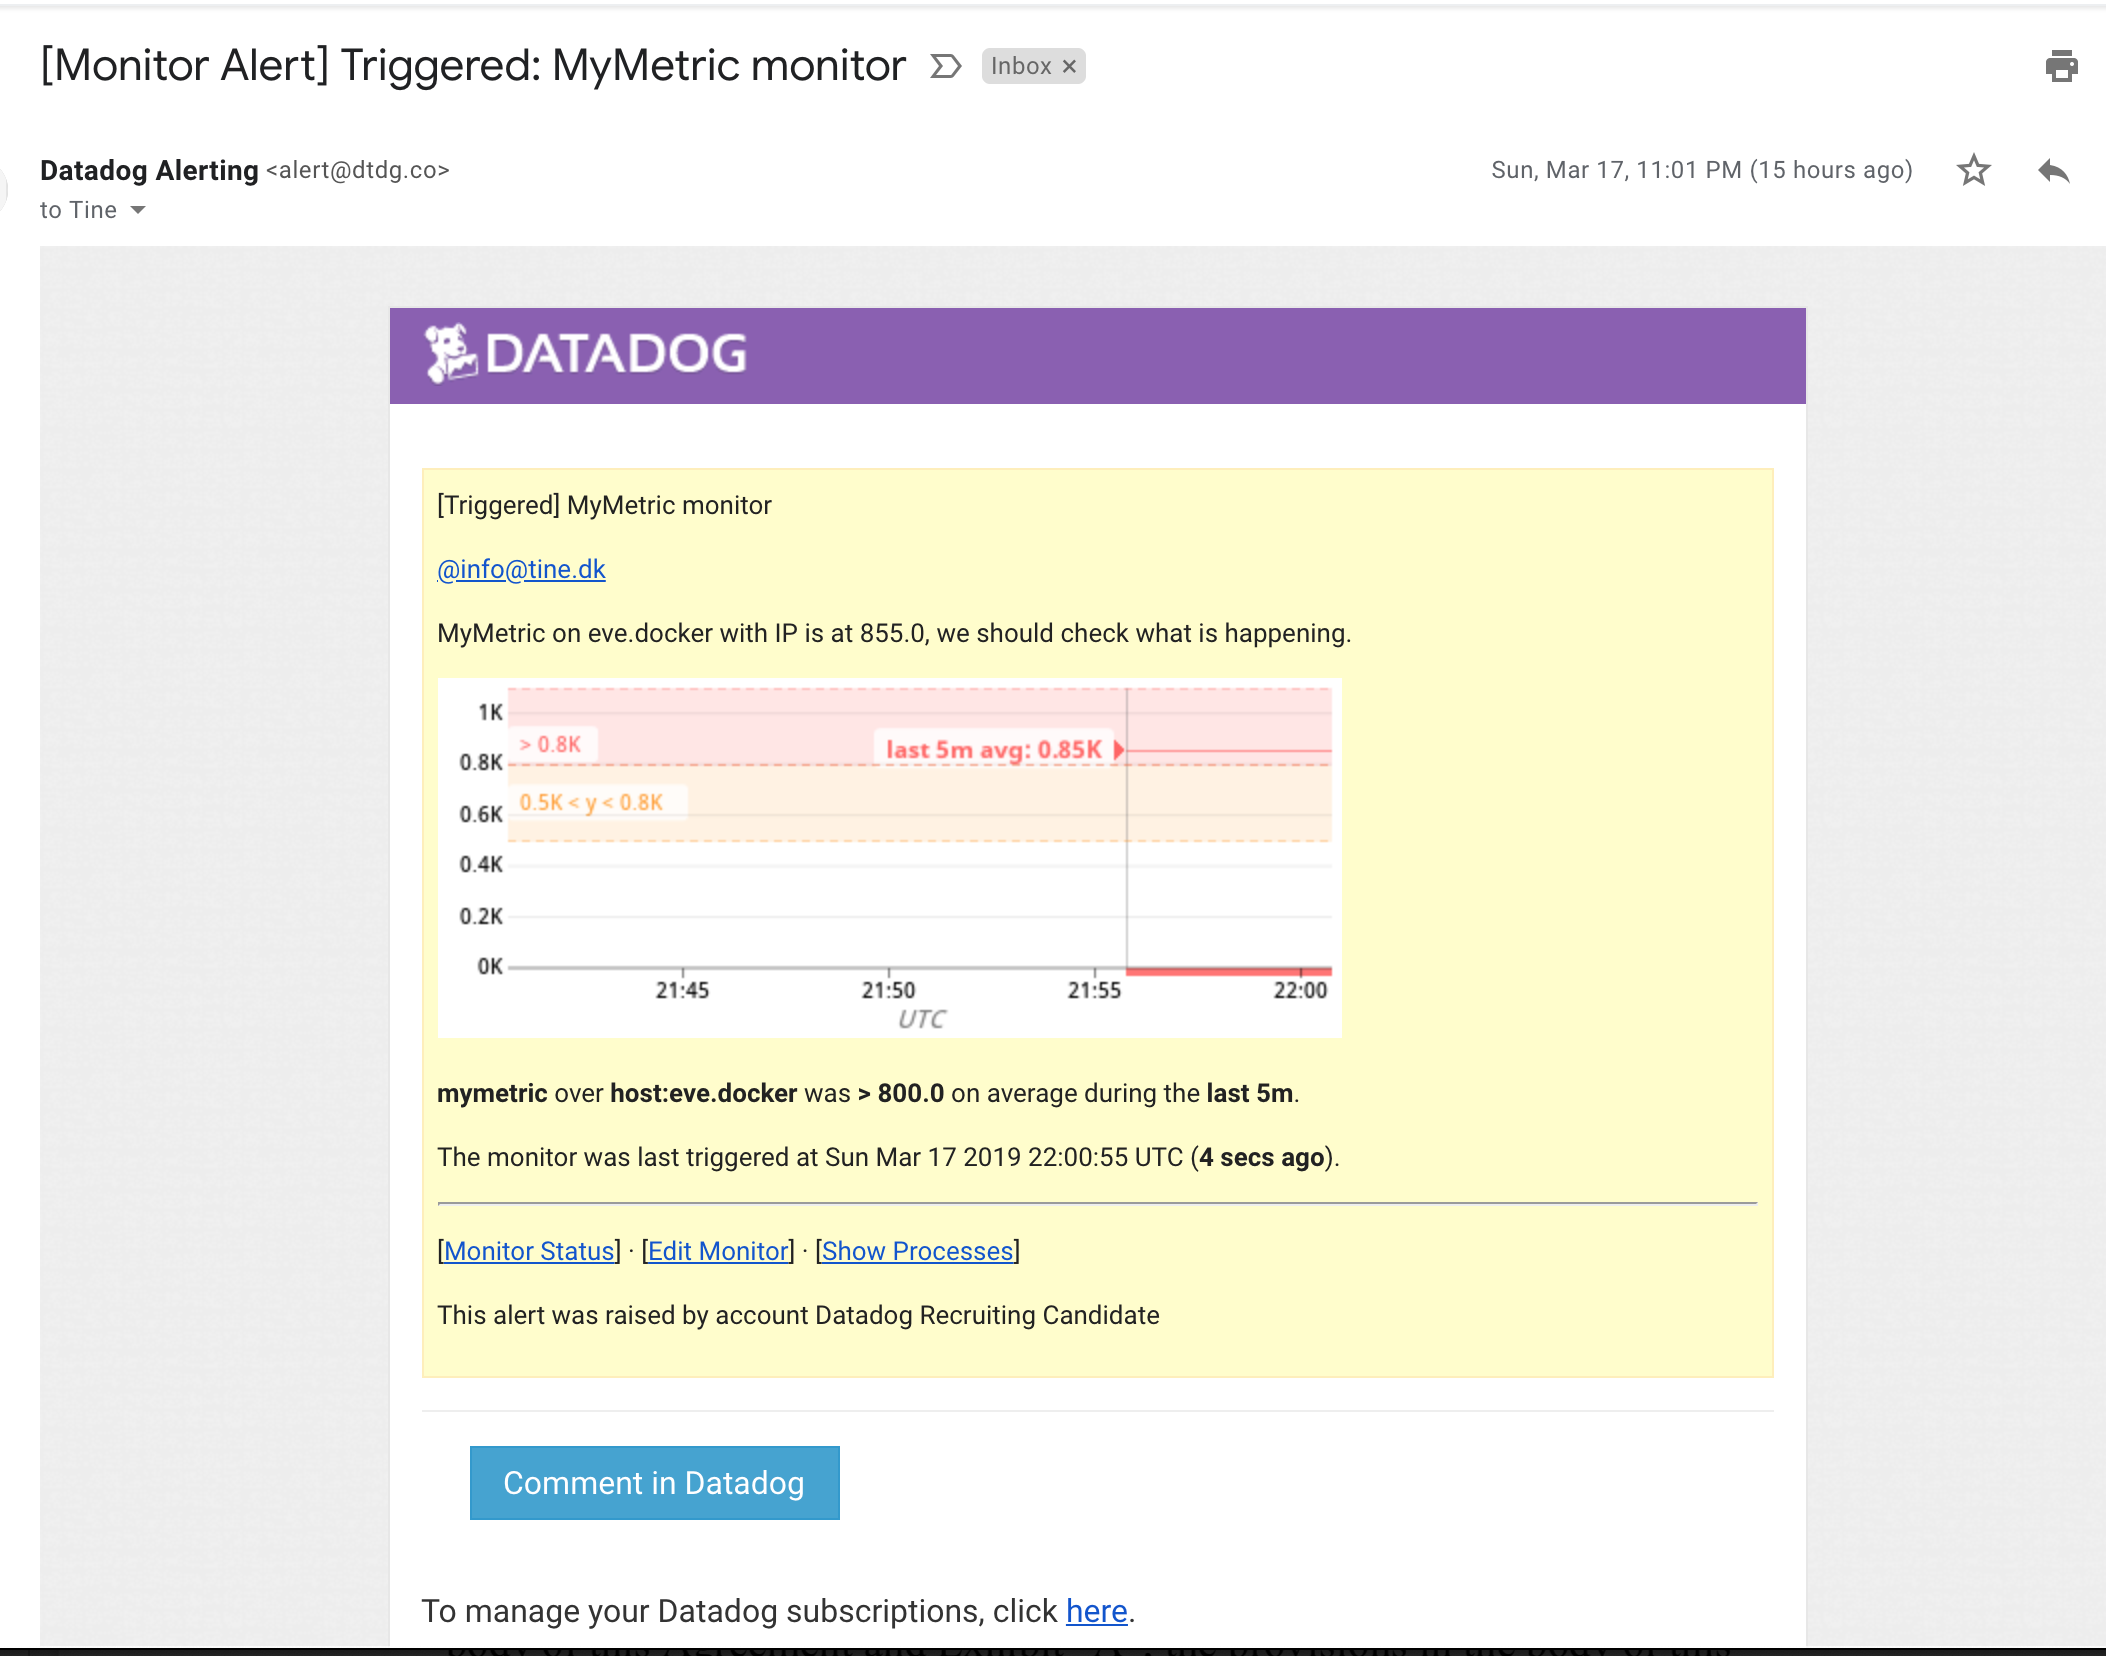 [Monitor Alert] Triggered: MyMetric monitor Inbox ×
Datadog Alerting <alert@dtdg.co> Sun, Mar 17, 11:01 PM (15 hours ago)
to Tine
DATADOG
[Triggered] MyMetric monitor
@info@tine.dk
MyMetric on eve.docker with IP is at 855.0, we should check what is happening.
1K
> 0.8K
last 5m avg: 0.85K
0.8K
0.5K < y < 0.8K
0.6K
0.4K
0.2K
0K
21:45 21:50 21:55 22:00
UTC
mymetric over host:eve.docker was > 800.0 on average during the last 5m.
The monitor was last triggered at Sun Mar 17 2019 22:00:55 UTC (4 secs ago).
[Monitor Status] · [Edit Monitor] · [Show Processes]
This alert was raised by account Datadog Recruiting Candidate
Comment in Datadog
To manage your Datadog subscriptions, click here.